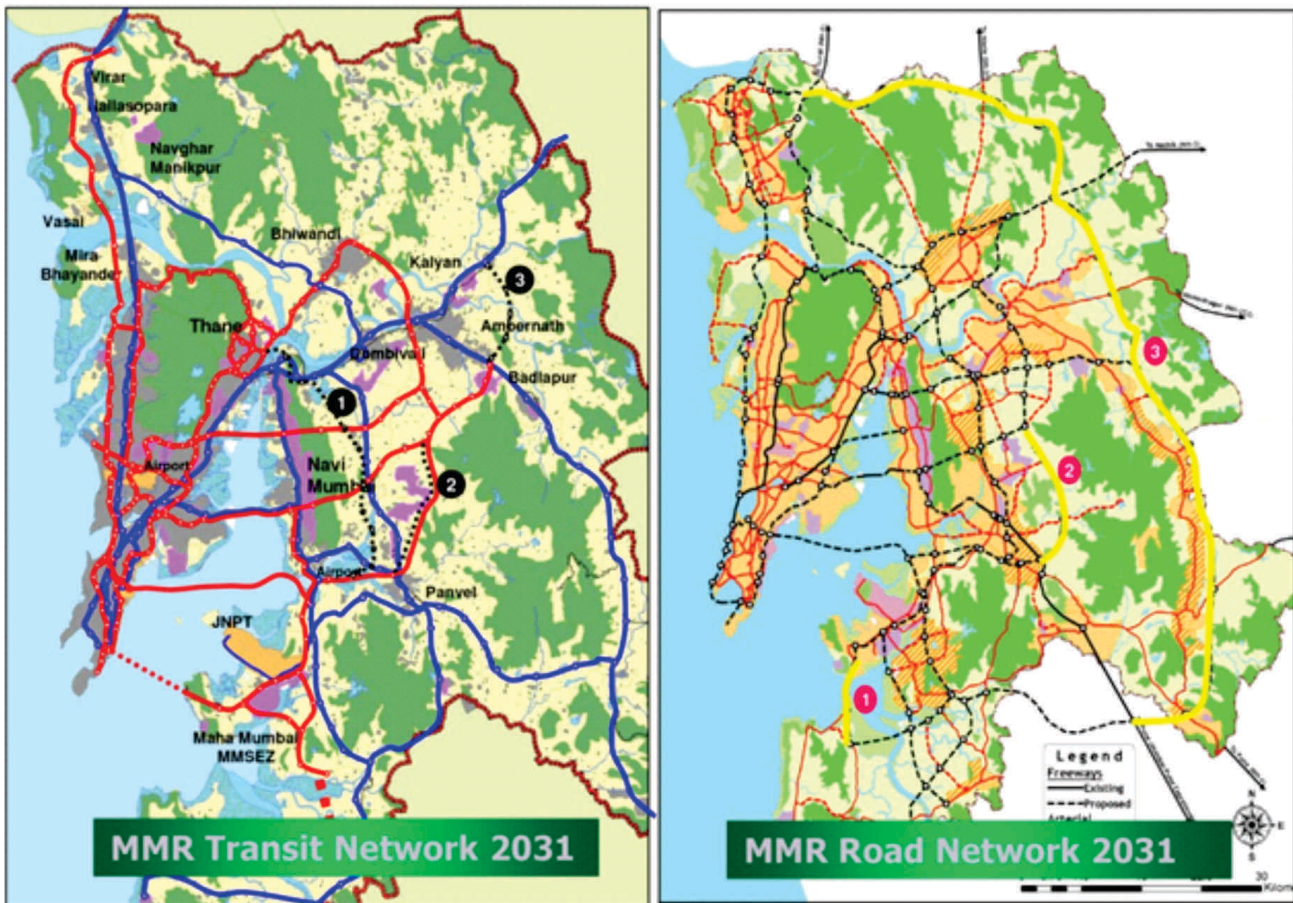 Virar
Nallasopara
Navghar
Manikpur
Vasai
Mira
Bhayander
Bhiwandi
Kalyan
3
Thane
Ambernath
Dombivali
Badlapur
1
Airport
Navi
Mumbai
2
Airport
Panvel
JNPT
Maha Mumbai
MMSEZ
MMR Transit Network 2031
3
2
1
Legend
Freeways
Existing
Proposed
Arterial
N
E
S
MMR Road Network 2031
30